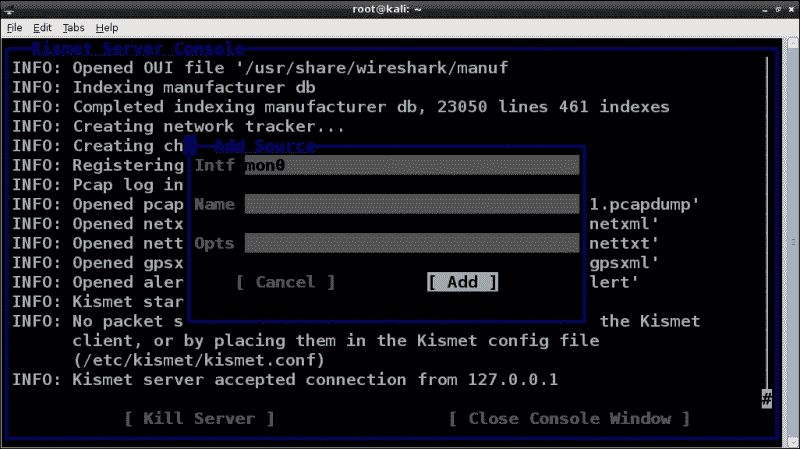 root@kali: ~
File Edit Tabs Help
Kismet Server Console
INFO: Opened OUI file '/usr/share/wireshark/manuf
INFO: Indexing manufacturer db
INFO: Completed indexing manufacturer db, 23050 lines 461 indexes
INFO: Creating network tracker...
INFO: Creating ch
Add Source
INFO: Registering
Intf mon0
INFO: Pcap log in
INFO: Opened pcap 1.pcapdump'
Name
INFO: Opened netx netxml'
INFO: Opened nett nettxt'
Opts
INFO: Opened gpsx gpsxml'
INFO: Opened aler lert'
[ Cancel ] [ Add ]
INFO: Kismet star
INFO: No packet s the Kismet
client, or by placing them in the Kismet config file
(/etc/kismet/kismet.conf)
INFO: Kismet server accepted connection from 127.0.0.1
#
[ Kill Server ] [ Close Console Window ]